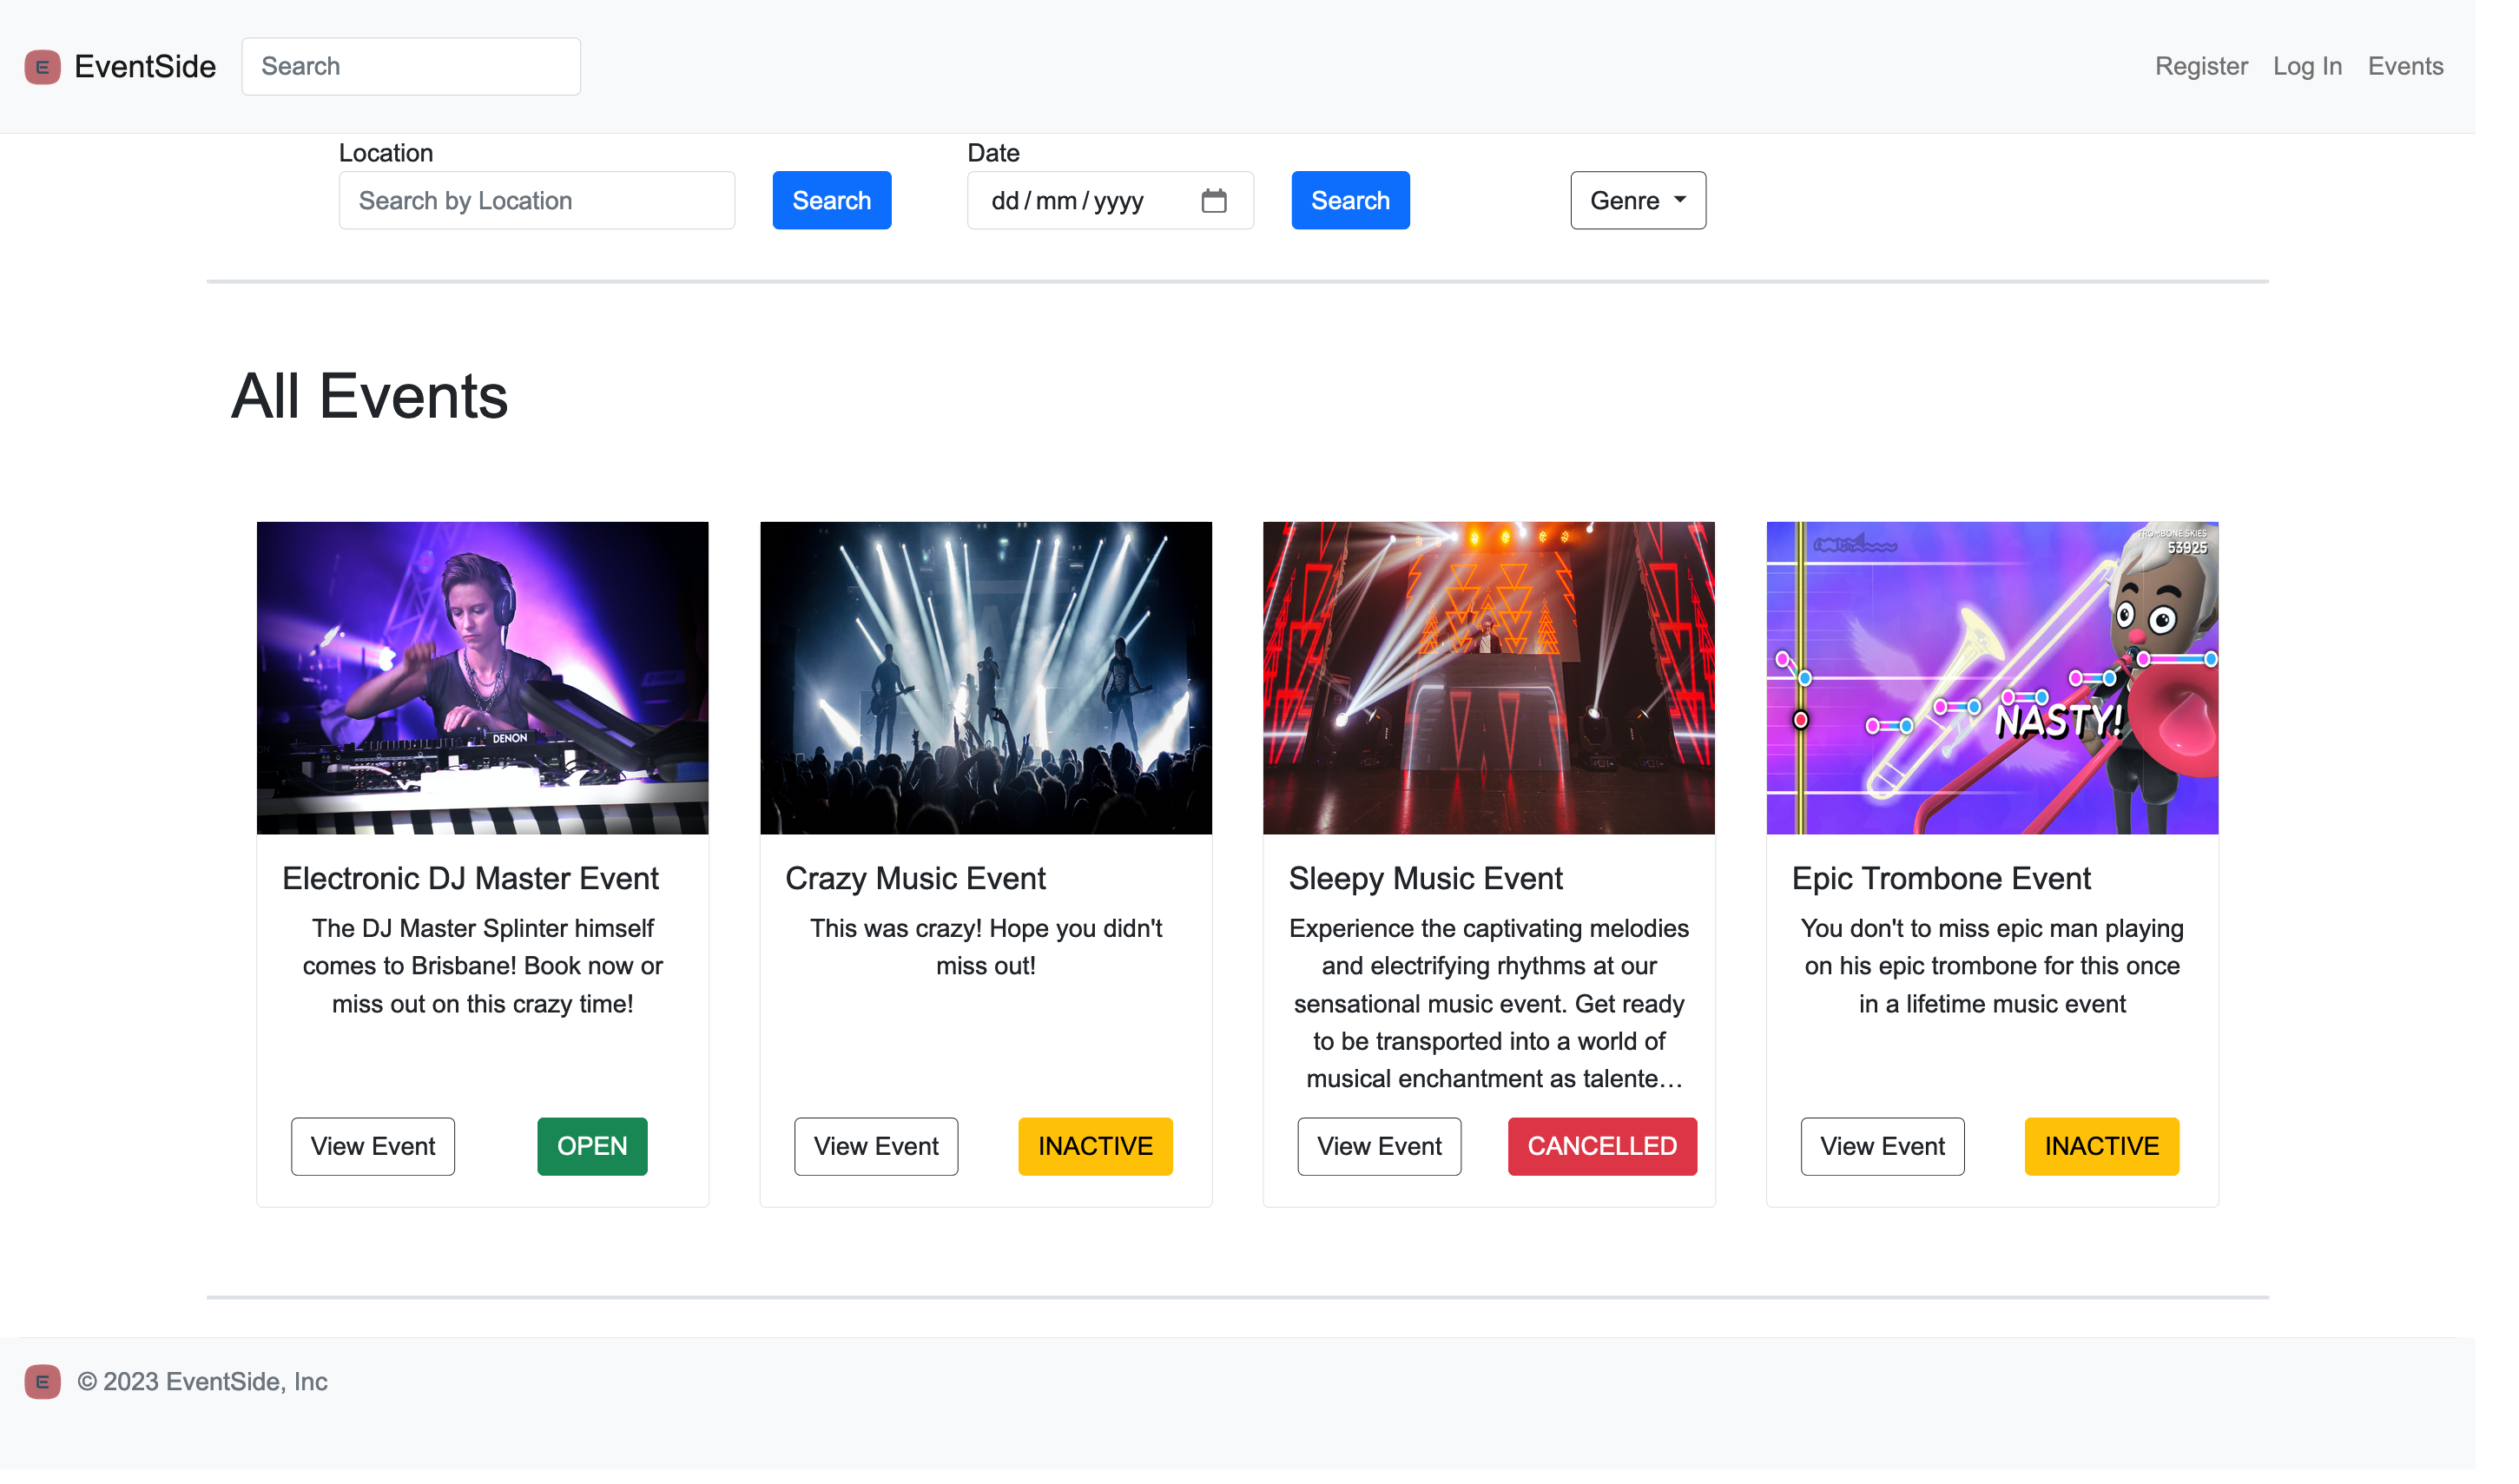 E EventSide Search Register Log In Events
Location Date
Search by Location Search dd/mm/yyyy Search Genre
All Events
DENON
TROMBONE SKIES
53925
NASTY!
Electronic DJ Master Event
The DJ Master Splinter himself
comes to Brisbane! Book now or
miss out on this crazy time!
View Event OPEN
Crazy Music Event
This was crazy! Hope you didn't
miss out!
View Event INACTIVE
Sleepy Music Event
Experience the captivating melodies
and electrifying rhythms at our
sensational music event. Get ready
to be transported into a world of
musical enchantment as talente…
View Event CANCELLED
Epic Trombone Event
You don't to miss epic man playing
on his epic trombone for this once
in a lifetime music event
View Event INACTIVE
E © 2023 EventSide, Inc